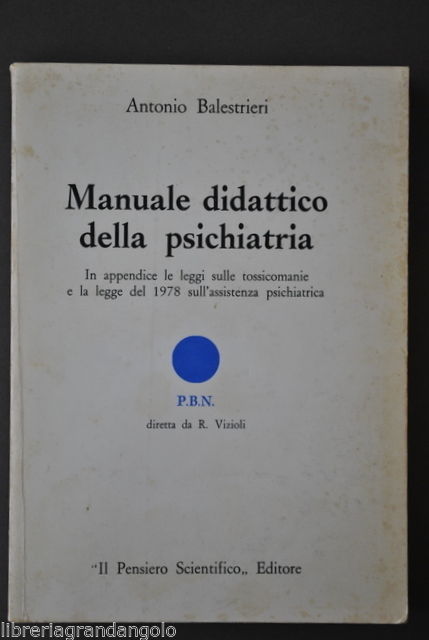 Antonio Balestrieri
Manuale didattico
della psichiatria
In appendice le leggi sulle tossicomanie
e la legge del 1978 sull'assistenza psichiatrica
P.B.N.
diretta da R. Vizioli
“Il Pensiero Scientifico„ Editore
libreriagrandangolo